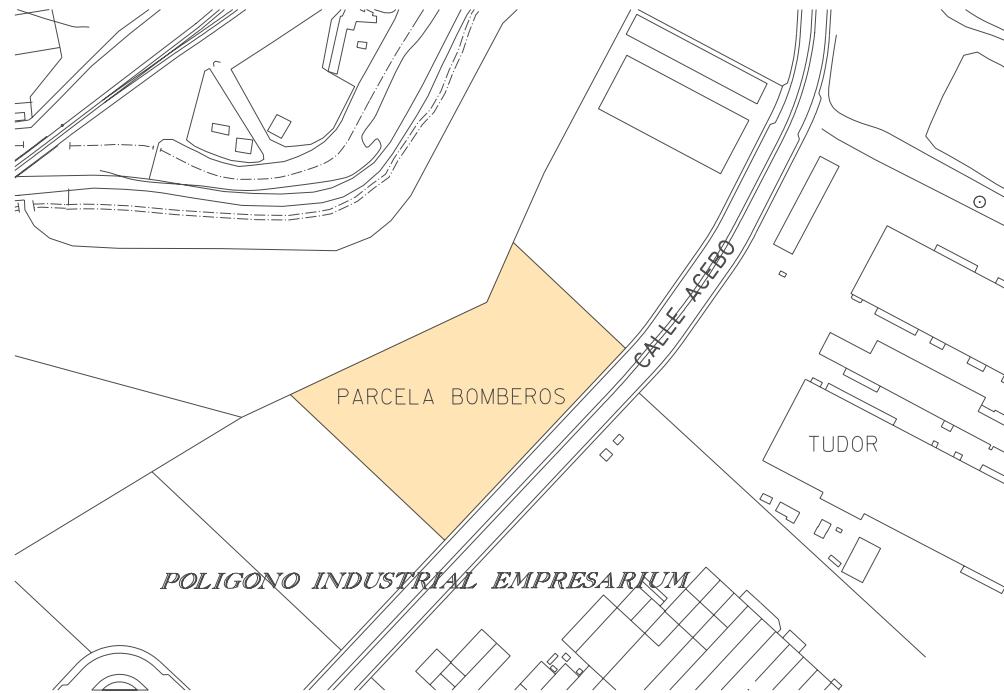 CALLE ACEBO
PARCELA BOMBEROS
TUDOR
POLIGONO INDUSTRIAL EMPRESARIUM